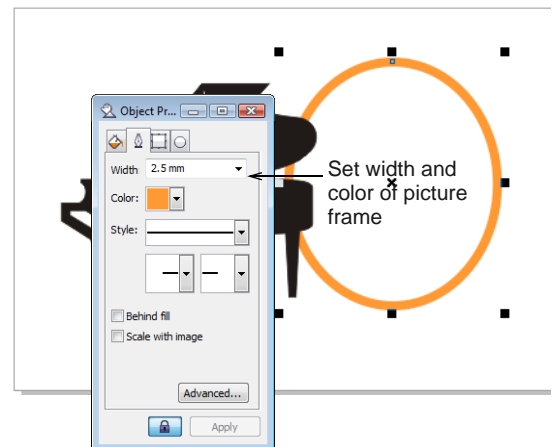 Object Pr...
Width
2.5 mm
Color:
Style:
Behind fill
Scale with image
Advanced...
Apply
Set width and
color of picture
frame